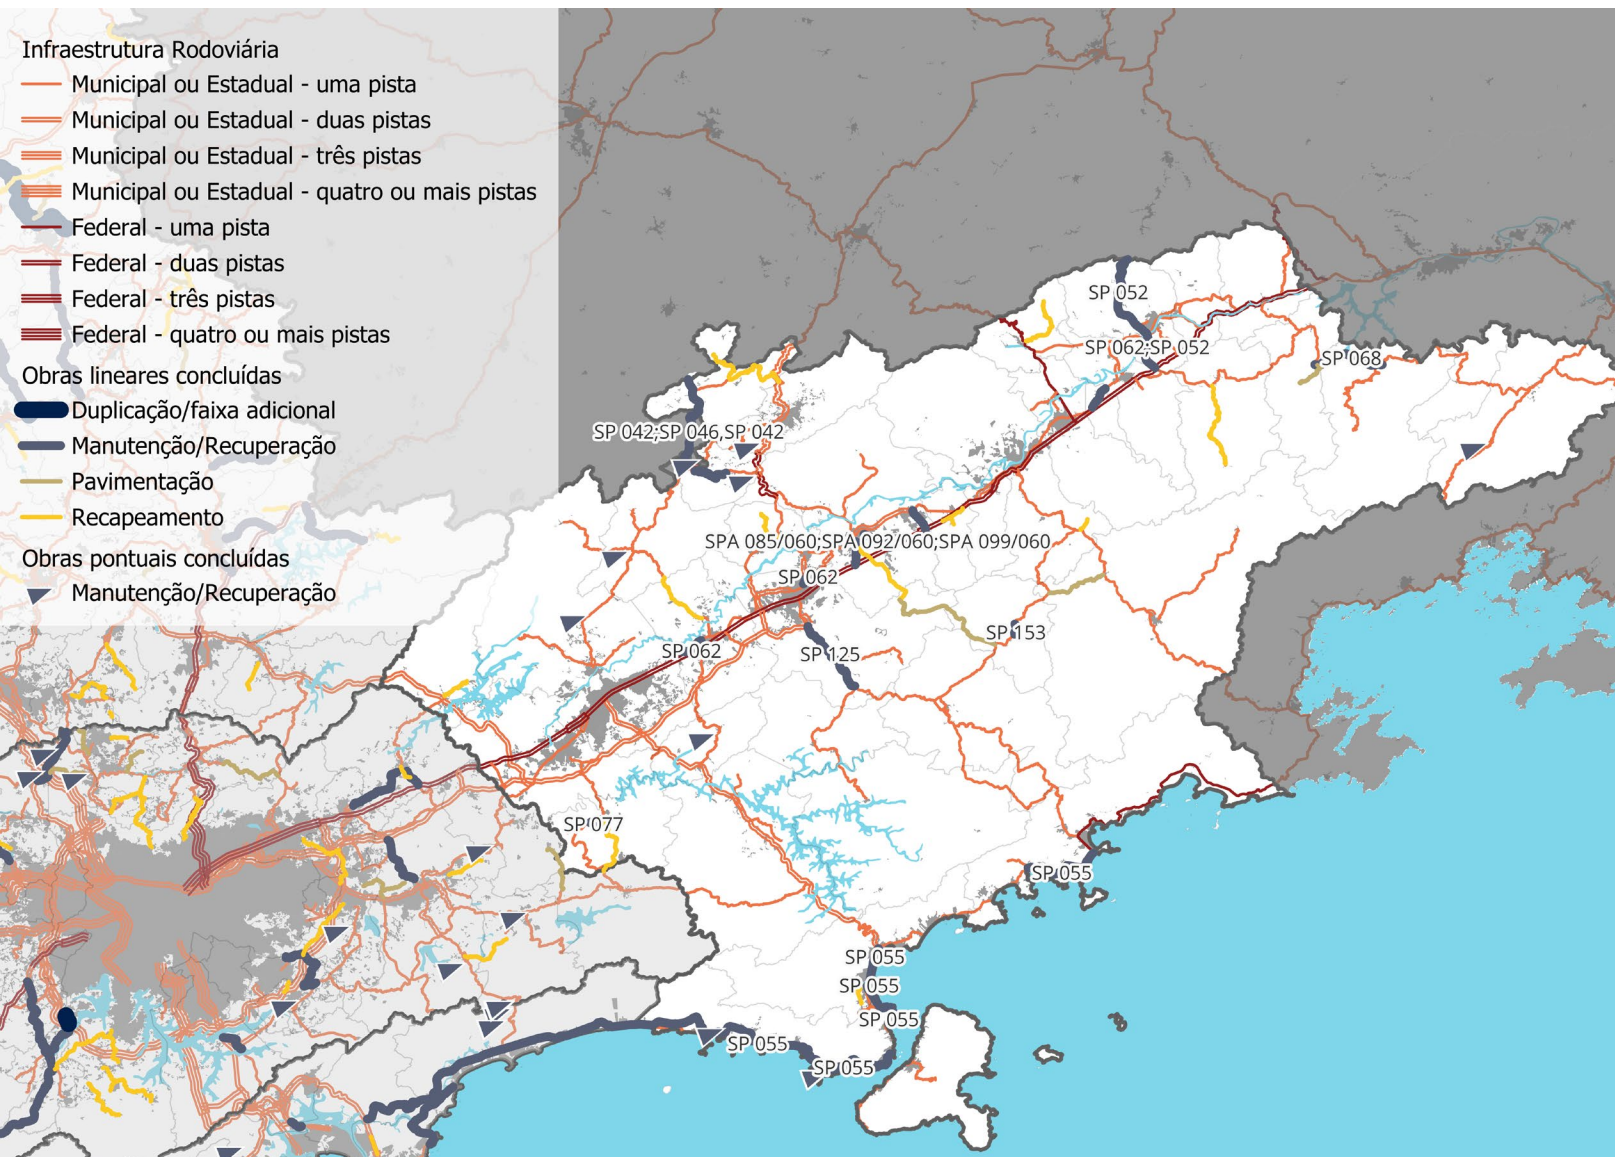 Infraestrutura Rodoviária
Municipal ou Estadual - uma pista
Municipal ou Estadual - duas pistas
Municipal ou Estadual - três pistas
Municipal ou Estadual - quatro ou mais pistas
Federal - uma pista
Federal - duas pistas
Federal - três pistas
Federal - quatro ou mais pistas
Obras lineares concluídas
Duplicação/faixa adicional
Manutenção/Recuperação
Pavimentação
Recapeamento
Obras pontuais concluídas
Manutenção/Recuperação
SP 052
SP 062;SP 052
SP 068
SP 042;SP 046,SP 042
SPA 085/060;SPA 092/060;SPA 099/060
SP 062
SP 153
SP 062
SP 125
SP 077
SP 055
SP 055
SP 055
SP 055
SP 055
SP 055